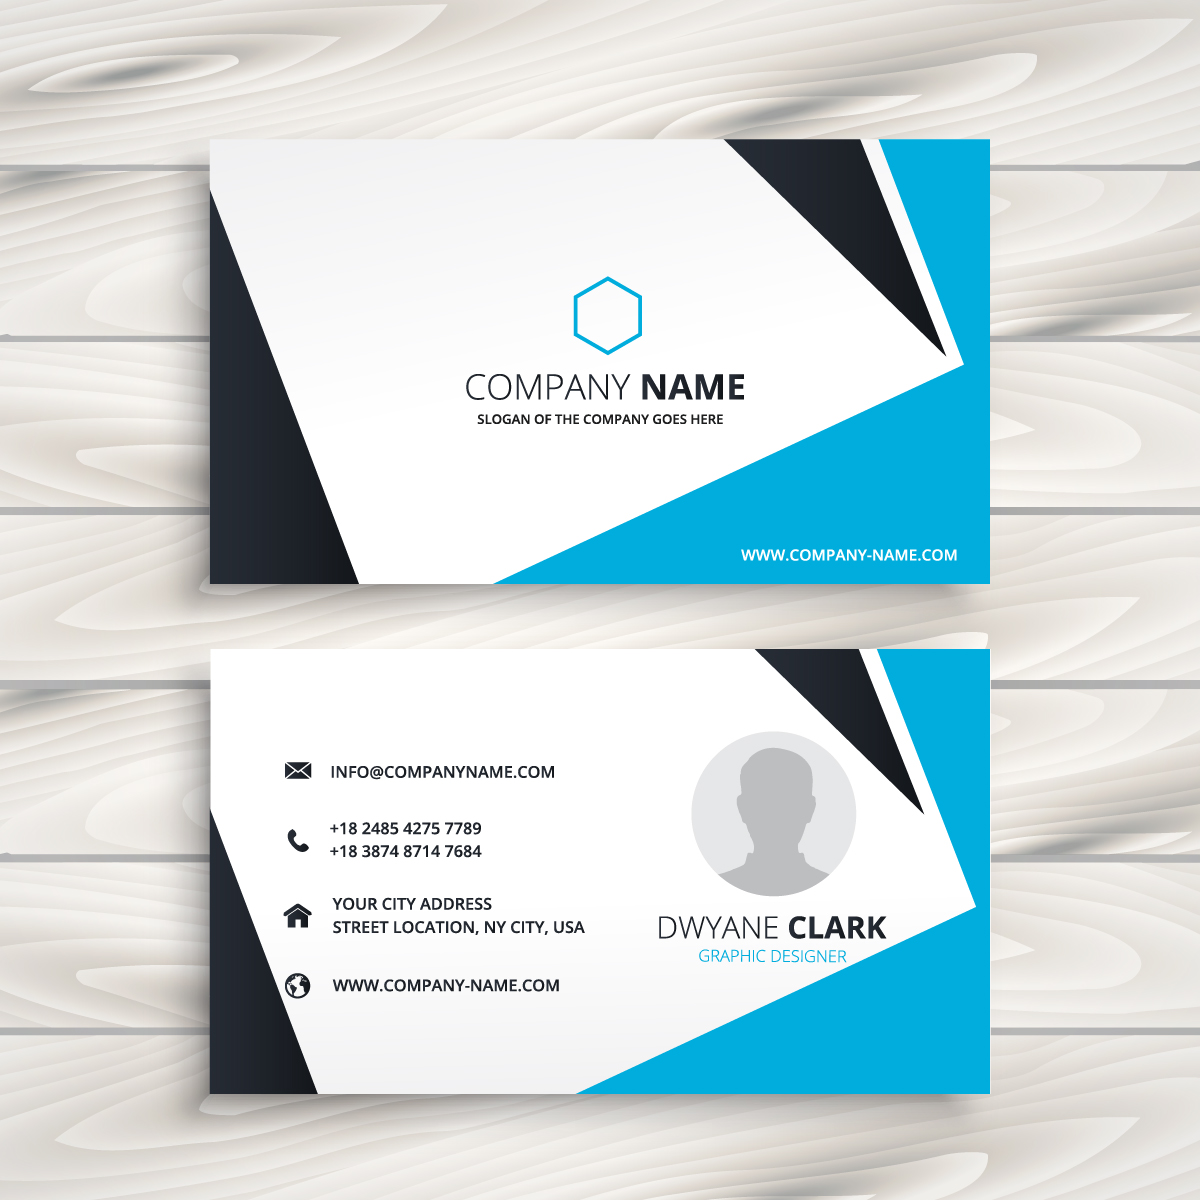 COMPANY NAME
SLOGAN OF THE COMPANY GOES HERE
WWW.COMPANY-NAME.COM
INFO@COMPANYNAME.COM
+18 2485 4275 7789
+18 3874 8714 7684
YOUR CITY ADDRESS
STREET LOCATION, NY CITY, USA
WWW.COMPANY-NAME.COM
DWYANE CLARK
GRAPHIC DESIGNER